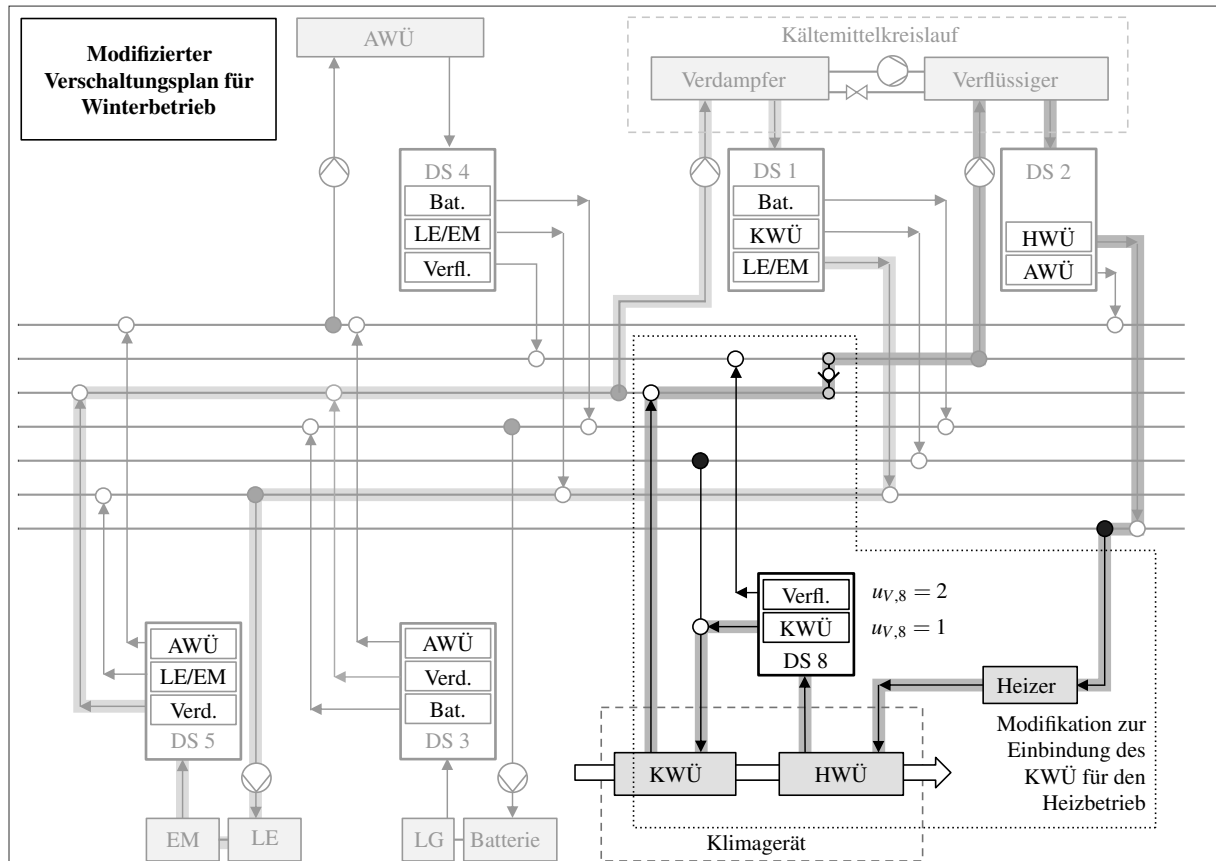 Modifizierter
Verschaltungsplan für
Winterbetrieb
AWÜ
Kältemittelkreislauf
Verdampfer
Verflüssiger
DS 4
Bat.
LE/EM
Verfl.
DS 1
Bat.
KWÜ
LE/EM
DS 2
HWÜ
AWÜ
AWÜ
LE/EM
Verd.
DS 5
AWÜ
Verd.
Bat.
DS 3
Verfl.
KWÜ
DS 8
u_{V,8} = 2
u_{V,8} = 1
Heizer
Modifikation zur
Einbindung des
KWÜ für den
Heizbetrieb
KWÜ
HWÜ
Klimagerät
EM
LE
LG
Batterie